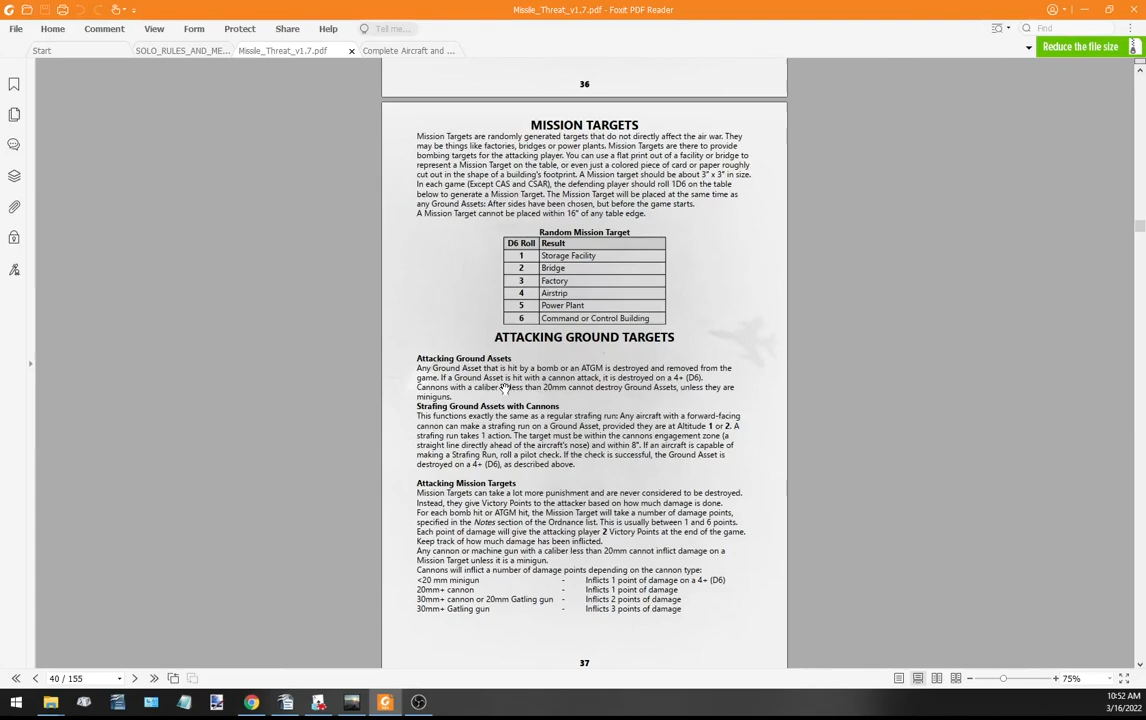 Missile_Threat_v1.7.pdf - Foxit PDF Reader
File Home Comment View Form Protect Share Help Tell me... Find
Start SOLO_RULES_AND_ME... Missile_Threat_v1.7.pdf Complete Aircraft and ... Reduce the file size
36
MISSION TARGETS
Mission Targets are randomly generated targets that do not directly affect the air war. They
may be things like factories, bridges or power plants. Mission Targets are there to provide
bombing targets for the attacking player. You can use a flat print out of a facility or bridge to
represent a Mission Target on the table, or even just a colored piece of card or paper roughly
cut out in the shape of a building's footprint. A Mission target should be about 3" x 3" in size.
In each game (Except CAS and CSAR), the defending player should roll 1D6 on the table
below to generate a Mission Target. The Mission Target will be placed at the same time as
any Ground Assets: After sides have been chosen, but before the game starts.
A Mission Target cannot be placed within 16" of any table edge.
Random Mission Target
D6 Roll Result
1 Storage Facility
2 Bridge
3 Factory
4 Airstrip
5 Power Plant
6 Command or Control Building
ATTACKING GROUND TARGETS
Attacking Ground Assets
Any Ground Asset that is hit by a bomb or an ATGM is destroyed and removed from the
game. If a Ground Asset is hit with a cannon attack, it is destroyed on a 4+ (D6).
Cannons with a caliber less than 20mm cannot destroy Ground Assets, unless they are
miniguns.
Strafing Ground Assets with Cannons
This functions exactly the same as a regular strafing run: Any aircraft with a forward-facing
cannon can make a strafing run on a Ground Asset, provided they are at Altitude 1 or 2. A
strafing run takes 1 action. The target must be within the cannons engagement zone (a
straight line directly ahead of the aircraft's nose) and within 8". If an aircraft is capable of
making a Strafing Run, roll a pilot check. If the check is successful, the Ground Asset is
destroyed on a 4+ (D6), as described above.
Attacking Mission Targets
Mission Targets can take a lot more punishment and are never considered to be destroyed.
Instead, they give Victory Points to the attacker based on how much damage is done.
For each bomb hit or ATGM hit, the Mission Target will take a number of damage points,
specified in the Notes section of the Ordnance list. This is usually between 1 and 6 points.
Each point of damage will give the attacking player 2 Victory Points at the end of the game.
Keep track of how much damage has been inflicted.
Any cannon or machine gun with a caliber less than 20mm cannot inflict damage on a
Mission Target unless it is a minigun.
Cannons will inflict a number of damage points depending on the cannon type:
<20 mm minigun - Inflicts 1 point of damage on a 4+ (D6)
20mm+ cannon - Inflicts 1 point of damage
30mm+ cannon or 20mm Gatling gun - Inflicts 2 points of damage
30mm+ Gatling gun - Inflicts 3 points of damage
37
40 / 155 75%
10:52 AM
3/16/2022